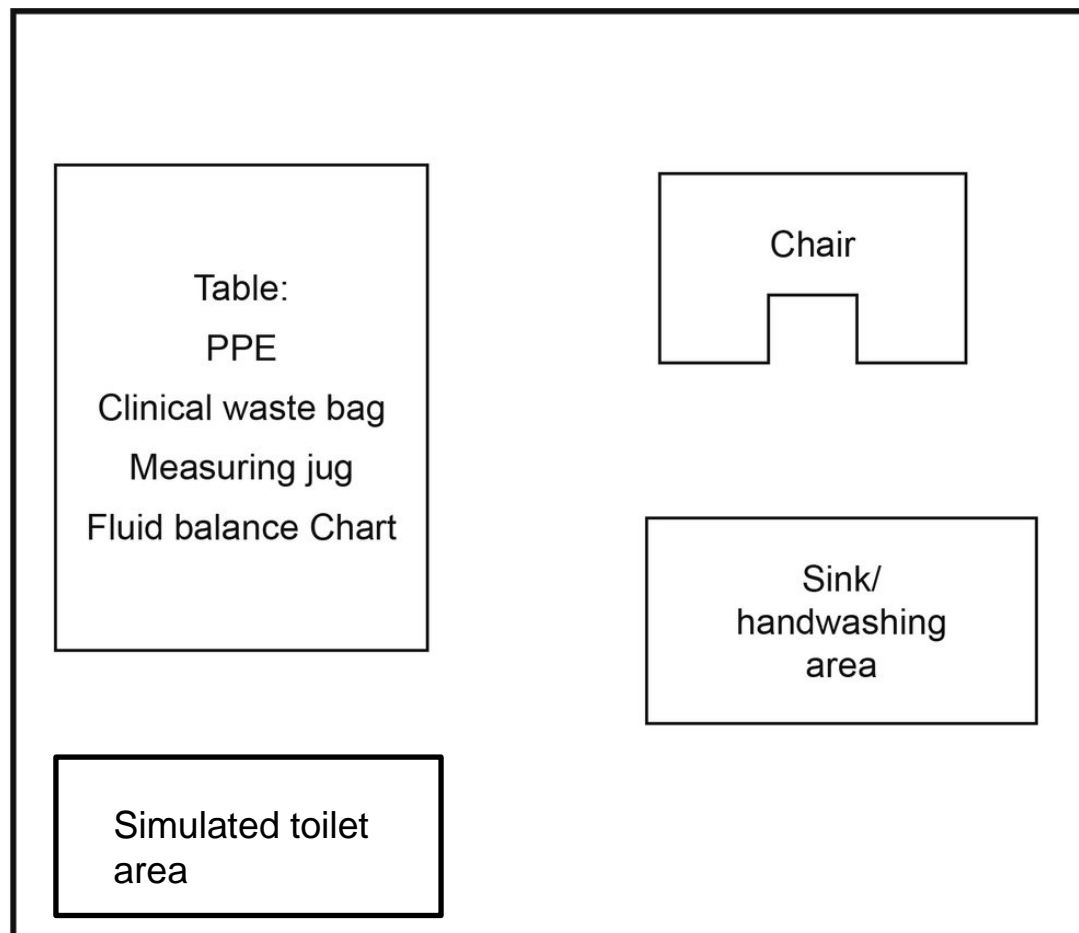 Table:
PPE
Clinical waste bag
Measuring jug
Fluid balance Chart
Chair
Sink/
handwashing
area
Simulated toilet
area